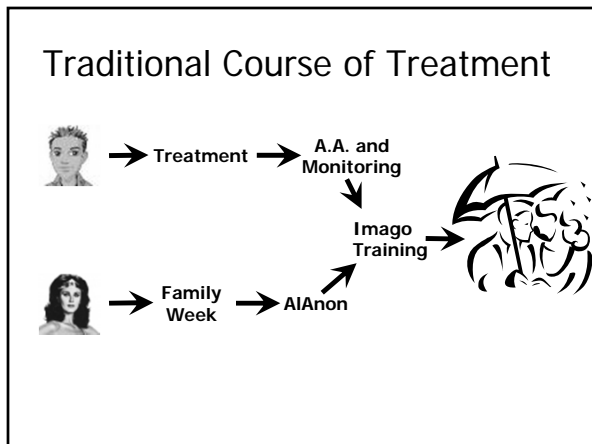 Traditional Course of Treatment
Treatment
A.A. and
Monitoring
Imago
Training
Family
Week
AlAnon